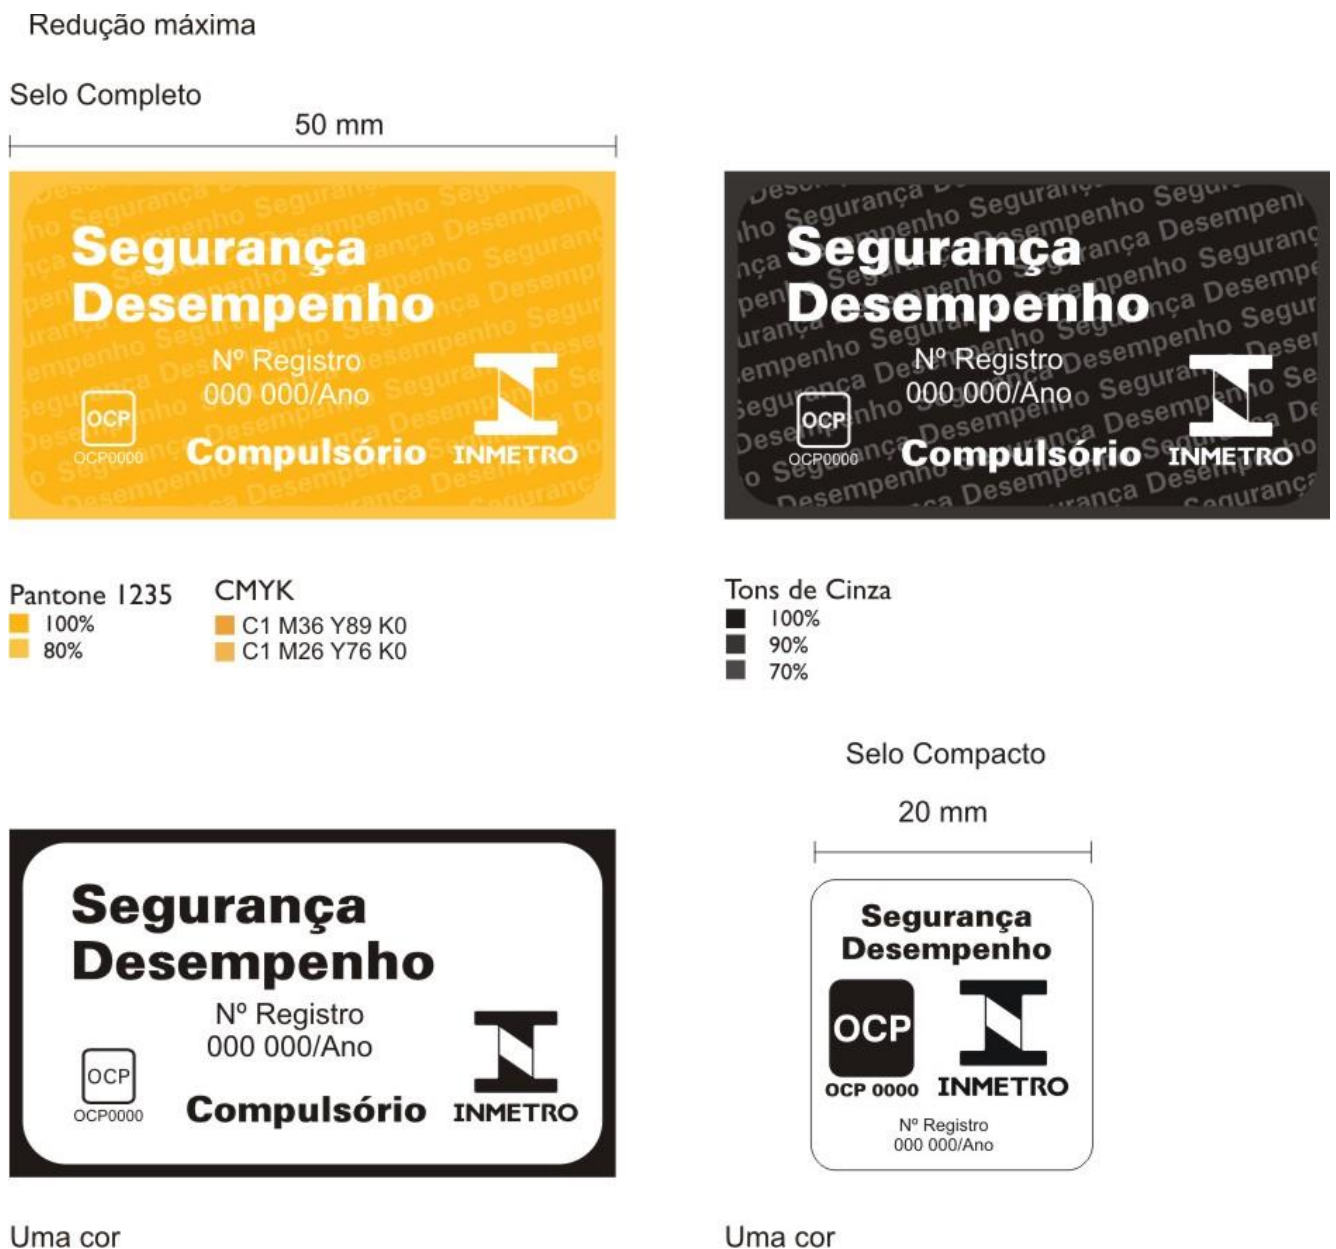 Redução máxima
Selo Completo
50 mm
Segurança
Desempenho
Nº Registro
000 000/Ano
OCP
OCP0000
Compulsório
INMETRO
Segurança
Desempenho
Nº Registro
000 000/Ano
OCP
OCP0000
Compulsório
INMETRO
Pantone 1235
100%
80%
CMYK
C1 M36 Y89 K0
C1 M26 Y76 K0
Tons de Cinza
100%
90%
70%
Segurança
Desempenho
Nº Registro
000 000/Ano
OCP
OCP0000
Compulsório
INMETRO
Uma cor
Selo Compacto
20 mm
Segurança
Desempenho
OCP
OCP 0000
INMETRO
Nº Registro
000 000/Ano
Uma cor